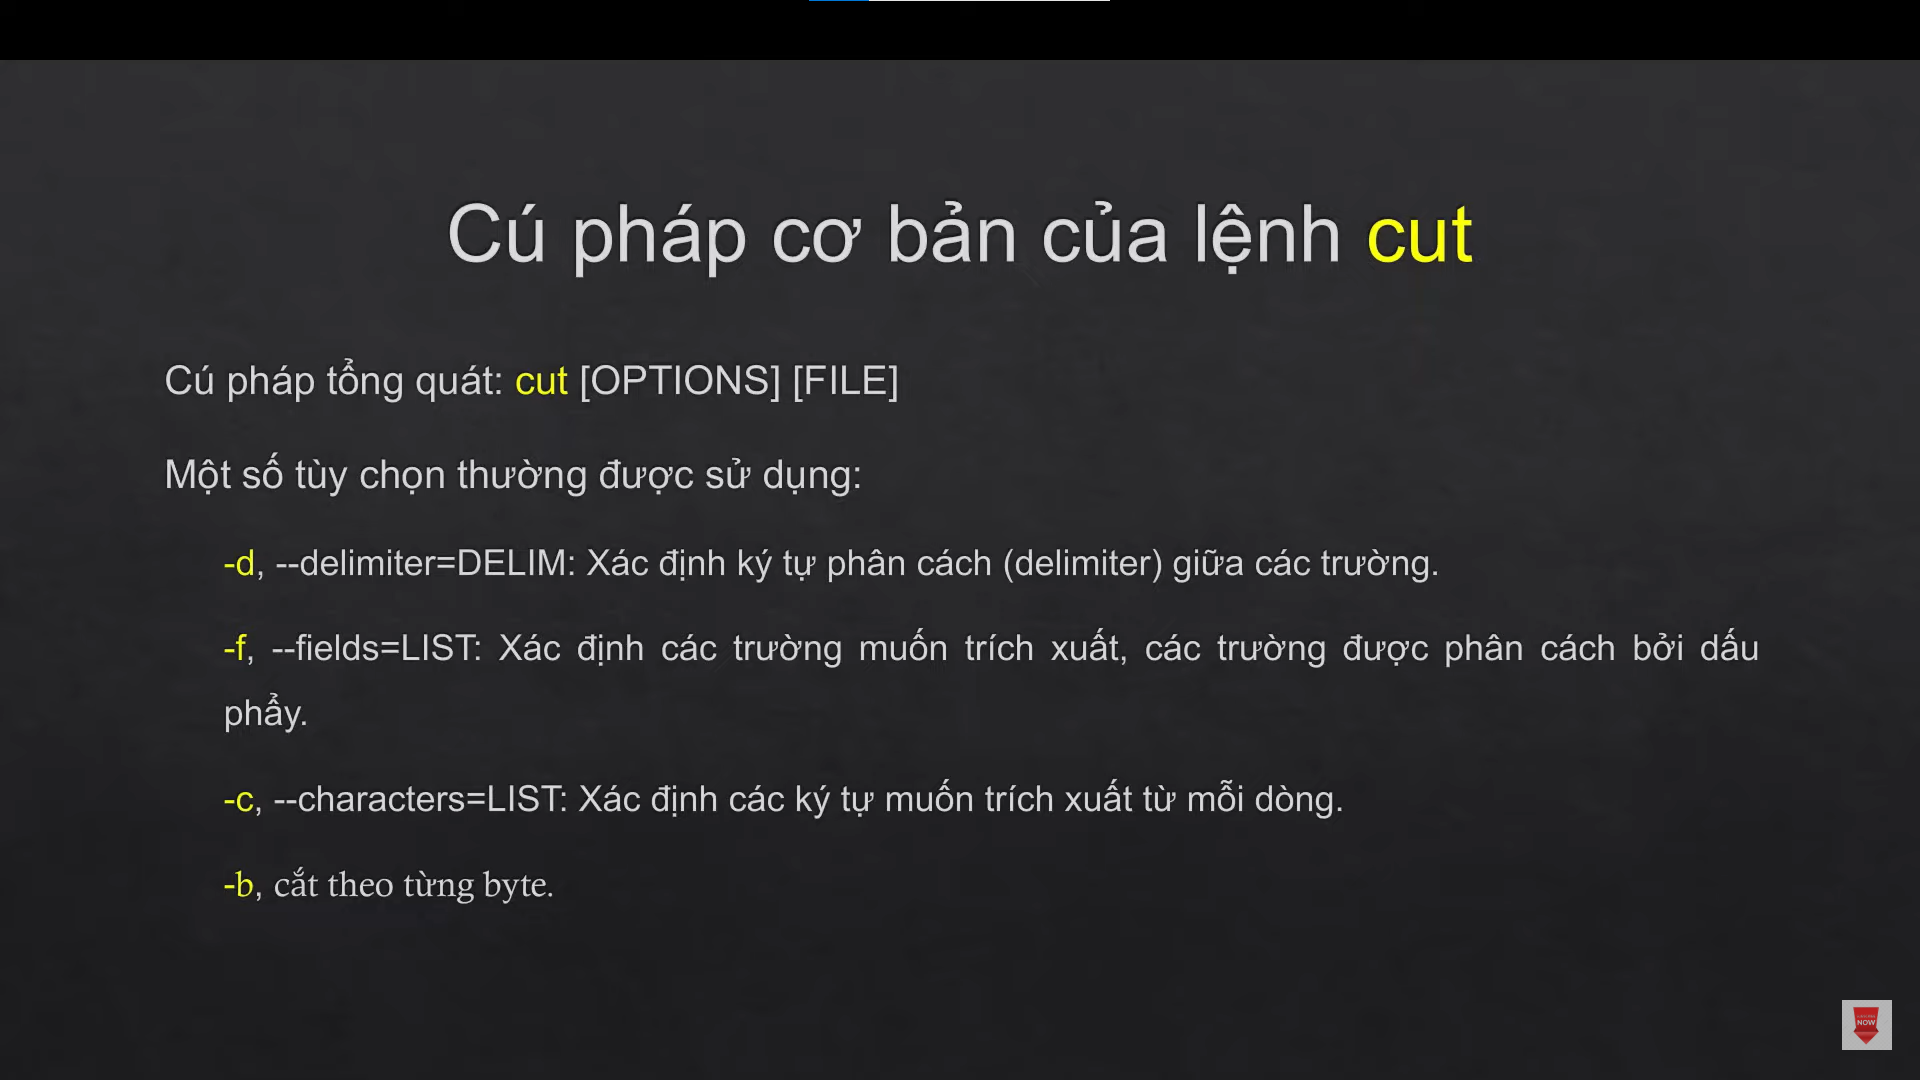 Cú pháp cơ bản của lệnh cut
Cú pháp tổng quát: cut [OPTIONS] [FILE]
Một số tùy chọn thường được sử dụng:
-d, --delimiter=DELIM: Xác định ký tự phân cách (delimiter) giữa các trường.
-f, --fields=LIST: Xác định các trường muốn trích xuất, các trường được phân cách bởi dấu
phẩy.
-c, --characters=LIST: Xác định các ký tự muốn trích xuất từ mỗi dòng.
-b, cắt theo từng byte.
NOW